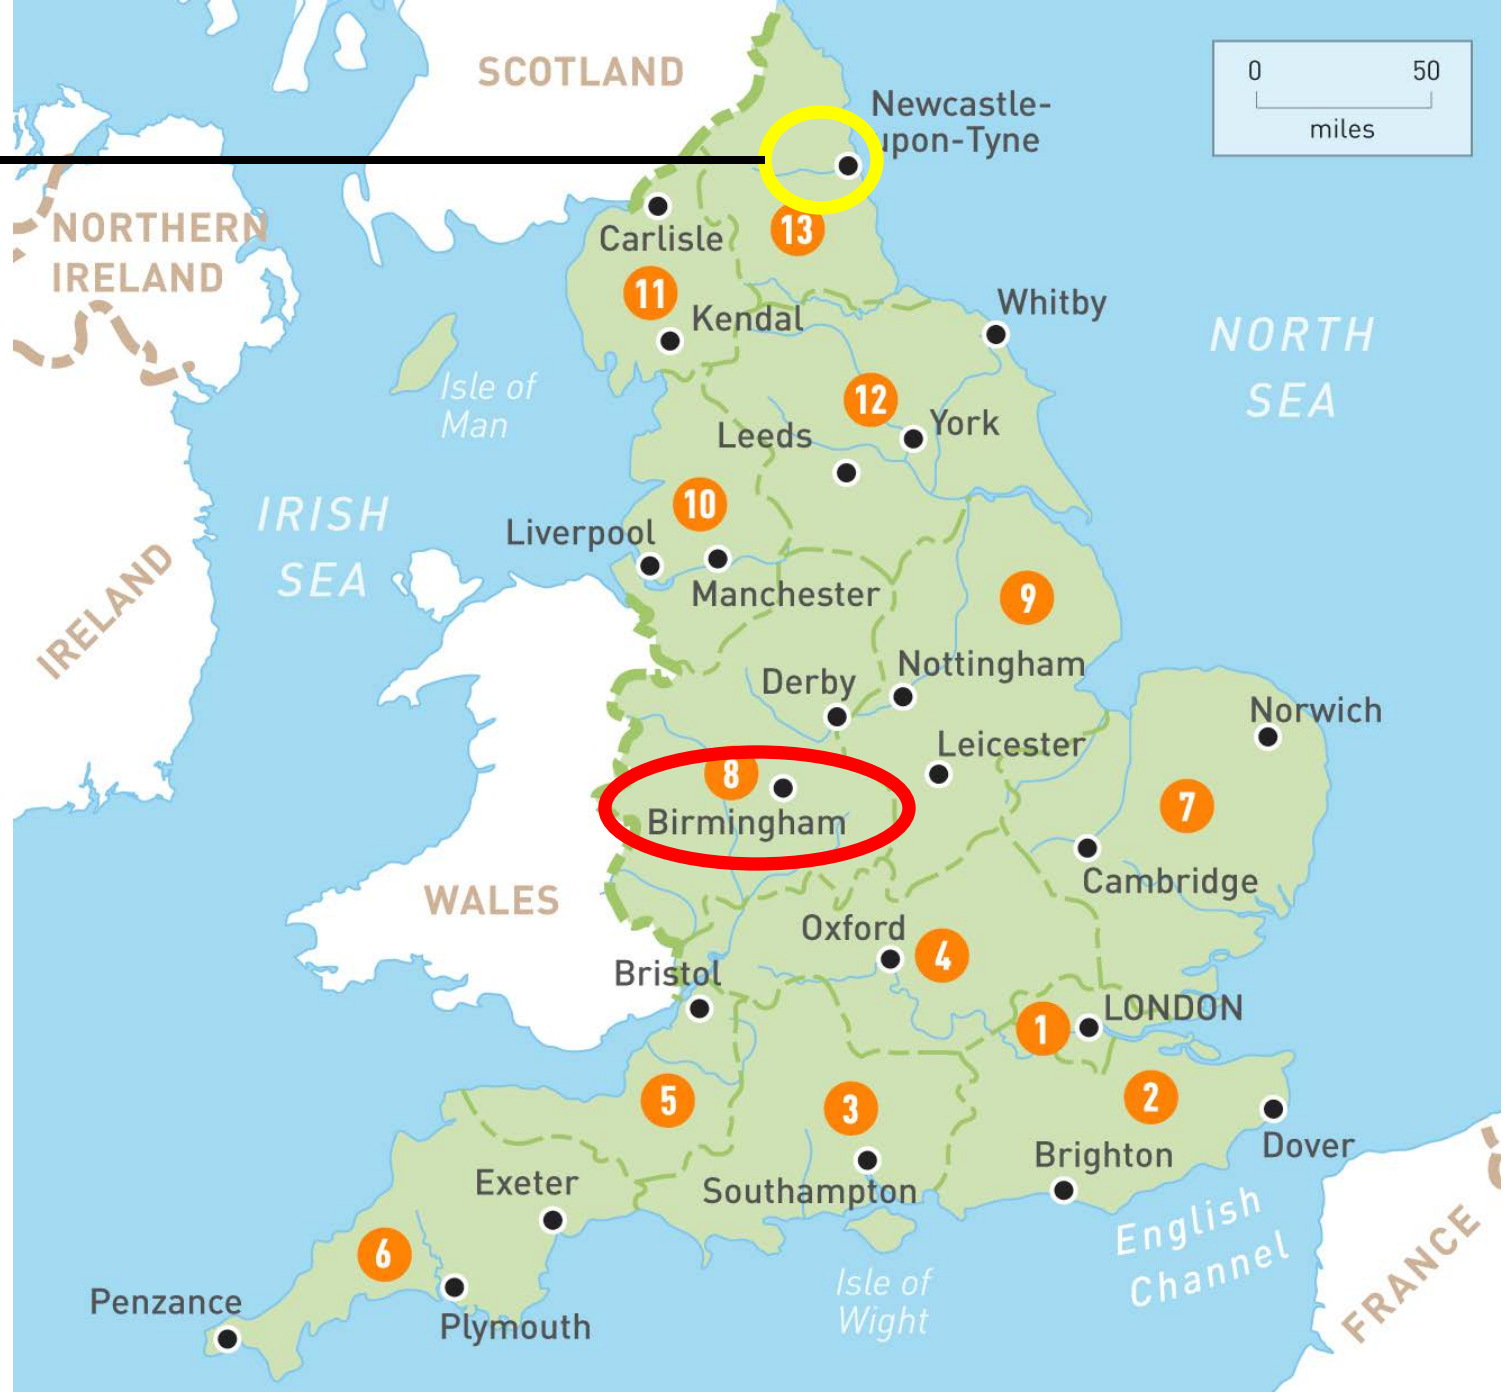 SCOTLAND
0 50
miles
Newcastle-
upon-Tyne
NORTHERN
IRELAND
Carlisle
13
11
Kendal
Whitby
NORTH
SEA
Isle of
Man
12
York
Leeds
IRISH
SEA
10
Liverpool
Manchester
IRELAND
9
Nottingham
Derby
Norwich
Leicester
8
Birmingham
7
Cambridge
WALES
Oxford
4
Bristol
LONDON
1
5
3
2
Dover
Brighton
Exeter
Southampton
English
Channel
6
Isle of
Wight
Penzance
Plymouth
FRANCE